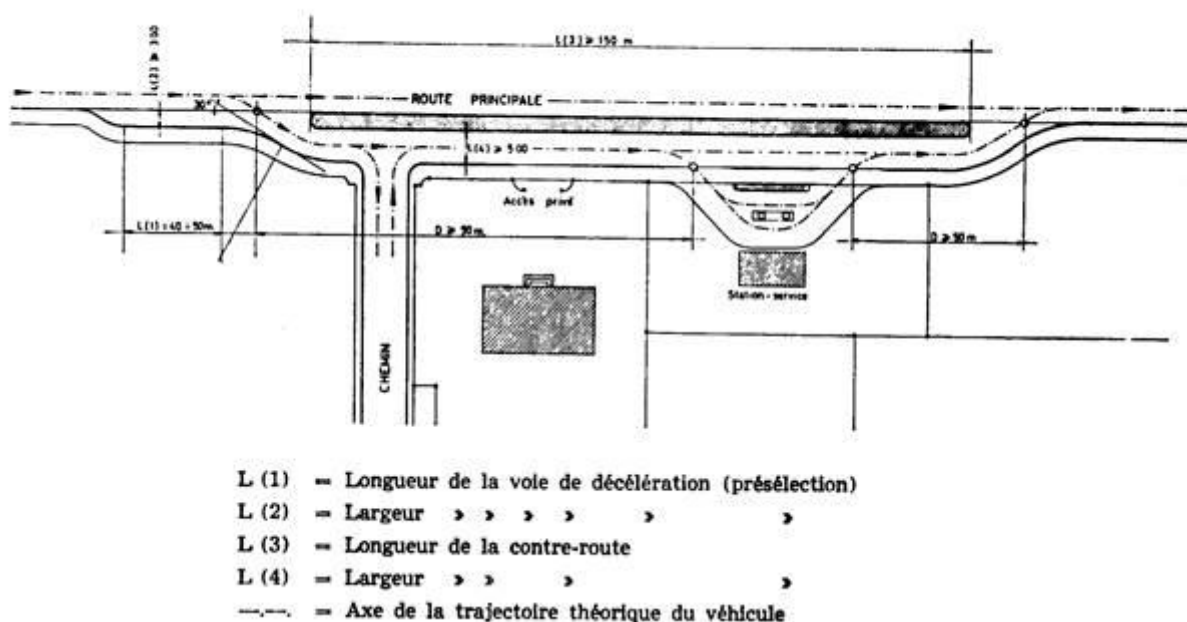 L(3) ⩾ 150 m
L(2) ⩾ 3.00
30°
ROUTE PRINCIPALE
L(4) ⩾ 5.00
Accès privé
L(1) = 40 ÷ 50 m.
D ⩾ 50 m.
D ⩾ 50 m
Station-service
CHEMIN
L (1) = Longueur de la voie de décélération (présélection)
L (2) = Largeur » » » » » »
L (3) = Longueur de la contre-route
L (4) = Largeur » » » »
—.—. = Axe de la trajectoire théorique du véhicule